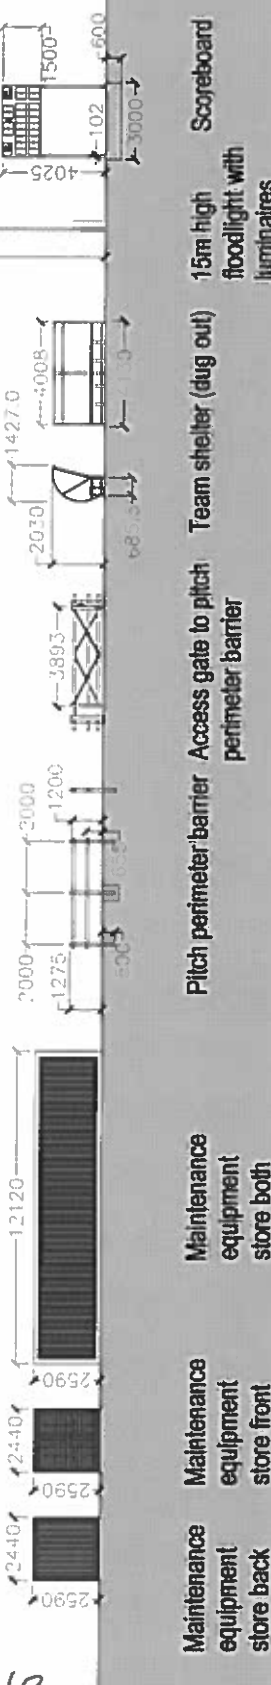 2440
2590
2440
2590
12120
2590
2000
2000
1275
1200
3893
1427.0
2030
4008
4025
1500
600
102
3000
Maintenance
equipment
store back
Maintenance
equipment
store front
Maintenance
equipment
store both
Pitch perimeter barrier
Access gate to pitch
perimeter barrier
Team shelter (dug out)
15m high
floodlight with
luminaires
Scoreboard